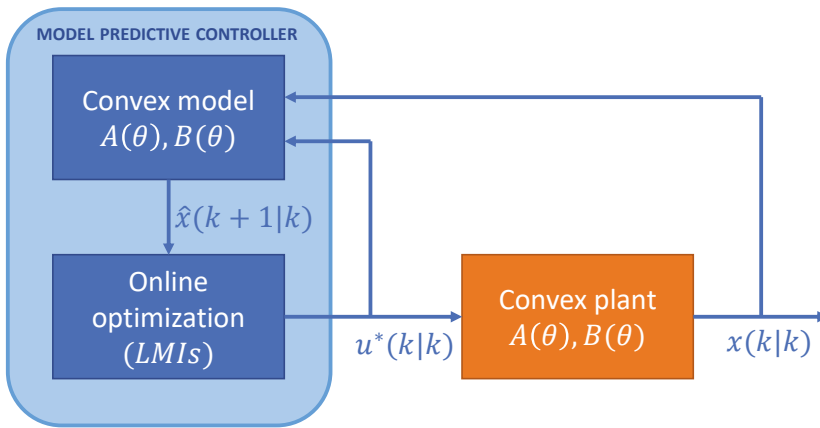 MODEL PREDICTIVE CONTROLLER
Convex model
A(θ), B(θ)
x̂(k + 1|k)
Online
optimization
(LMIs)
u*(k|k)
Convex plant
A(θ), B(θ)
x(k|k)